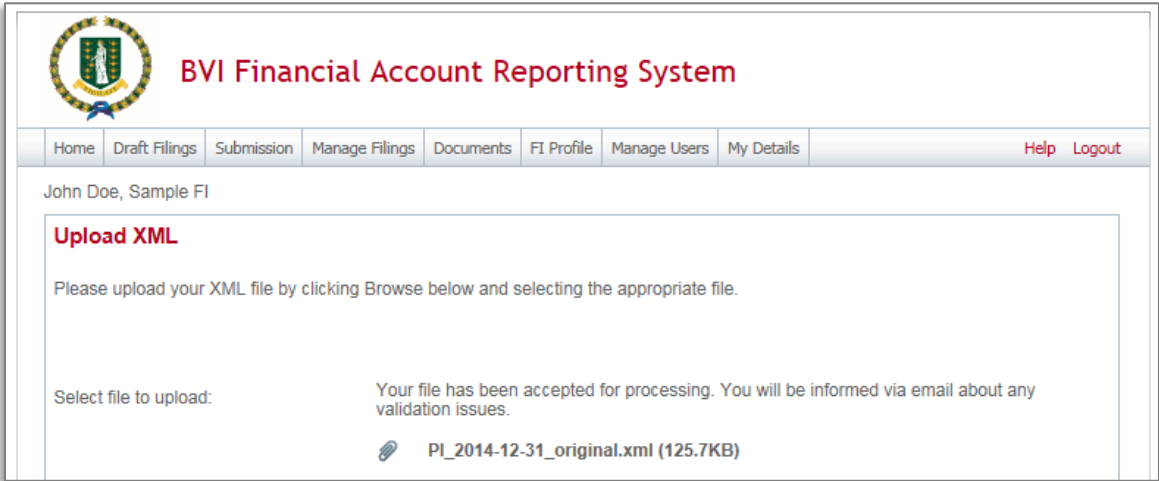 BVI Financial Account Reporting System
Home Draft Filings Submission Manage Filings Documents FI Profile Manage Users My Details Help Logout
John Doe, Sample FI
Upload XML
Please upload your XML file by clicking Browse below and selecting the appropriate file.
Select file to upload:
Your file has been accepted for processing. You will be informed via email about any
validation issues.
PI_2014-12-31_original.xml (125.7KB)